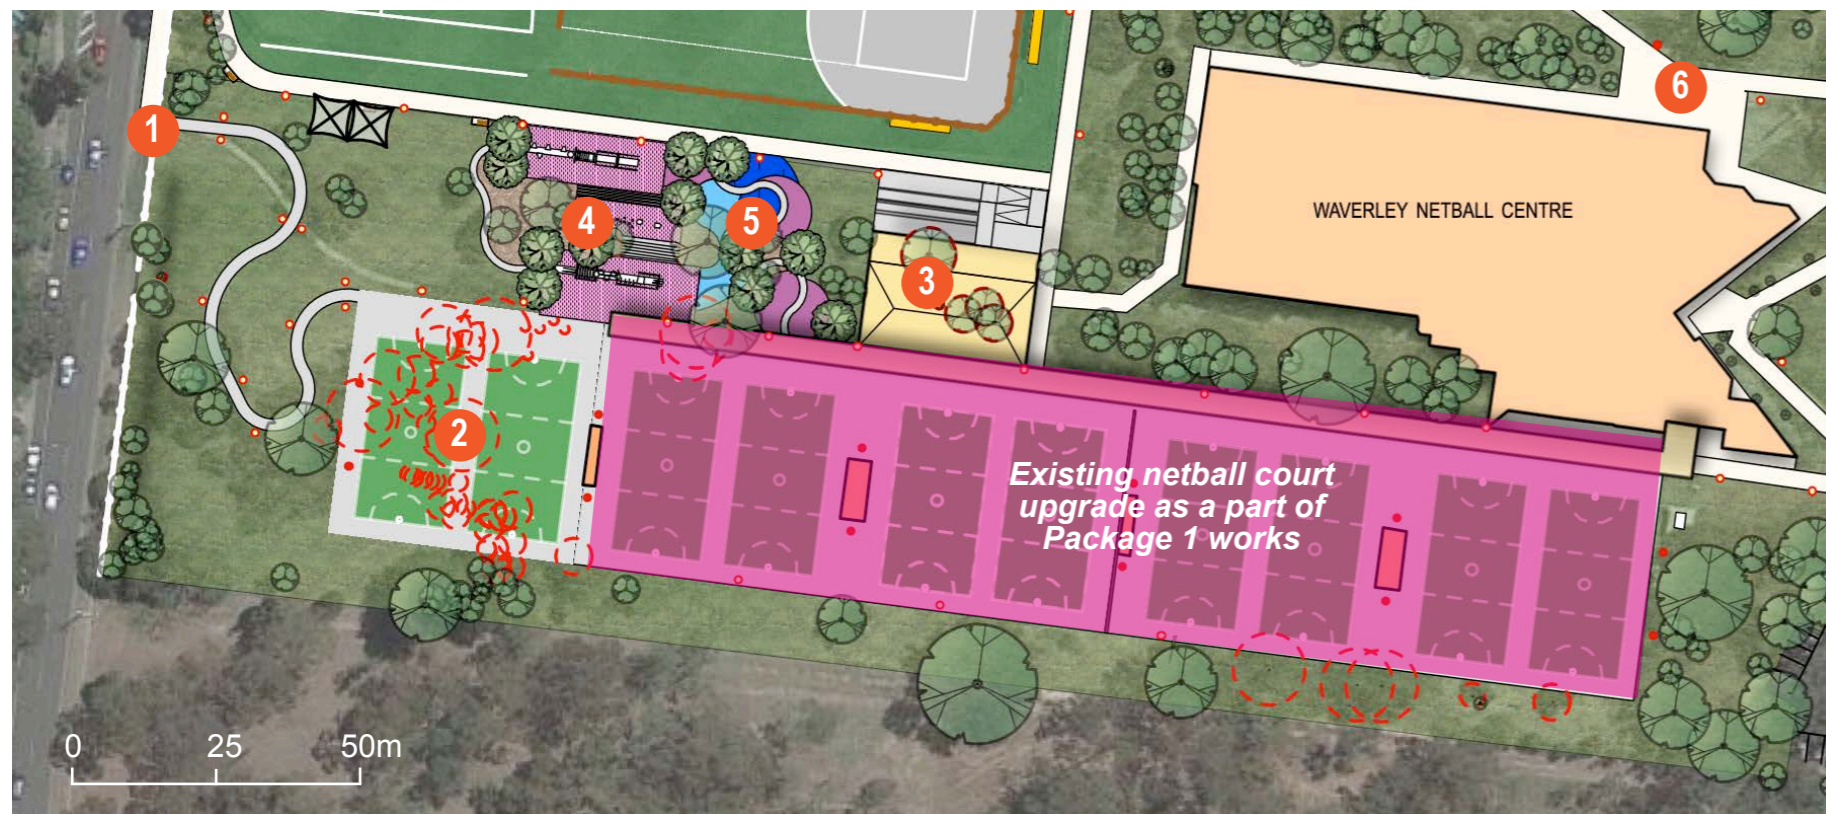 1
6
WAVERLEY NETBALL CENTRE
4
5
3
2
Existing netball court
upgrade as a part of
Package 1 works
0 25 50m